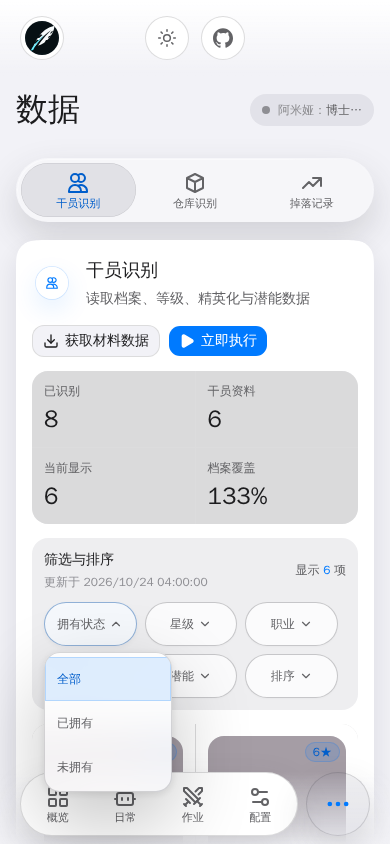 数据
阿米娅：博士···
干员识别
仓库识别
掉落记录
干员识别
读取档案、等级、精英化与潜能数据
获取材料数据
立即执行
已识别
干员资料
8
6
当前显示
档案覆盖
6
133%
筛选与排序
显示 6 项
更新于 2026/10/24 04:00:00
拥有状态
星级
职业
潜能
排序
全部
已拥有
未拥有
6★
概览
日常
作业
配置